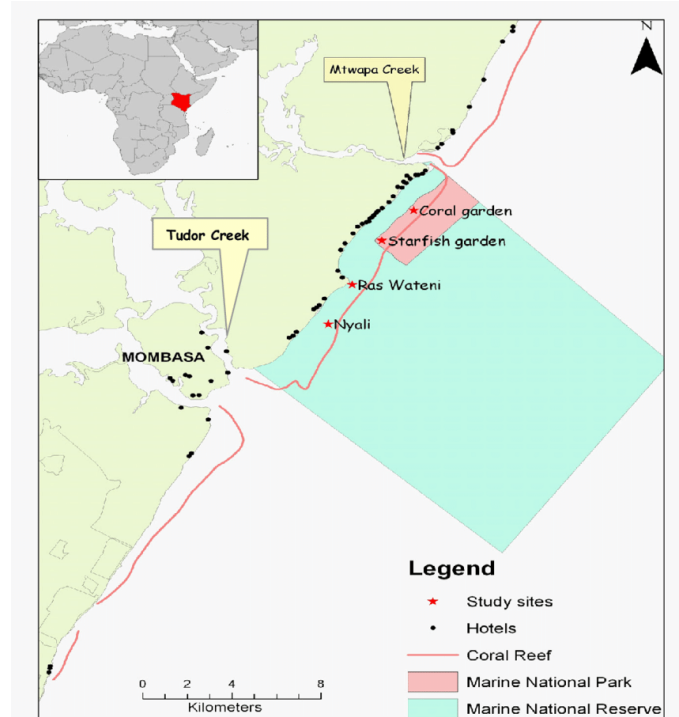 N
Mtwapa Creek
Coral garden
Tudor Creek
Starfish garden
Ras Wateni
Nyali
MOMBASA
Legend
Study sites
Hotels
Coral Reef
Marine National Park
Marine National Reserve
0 2 4 8
Kilometers